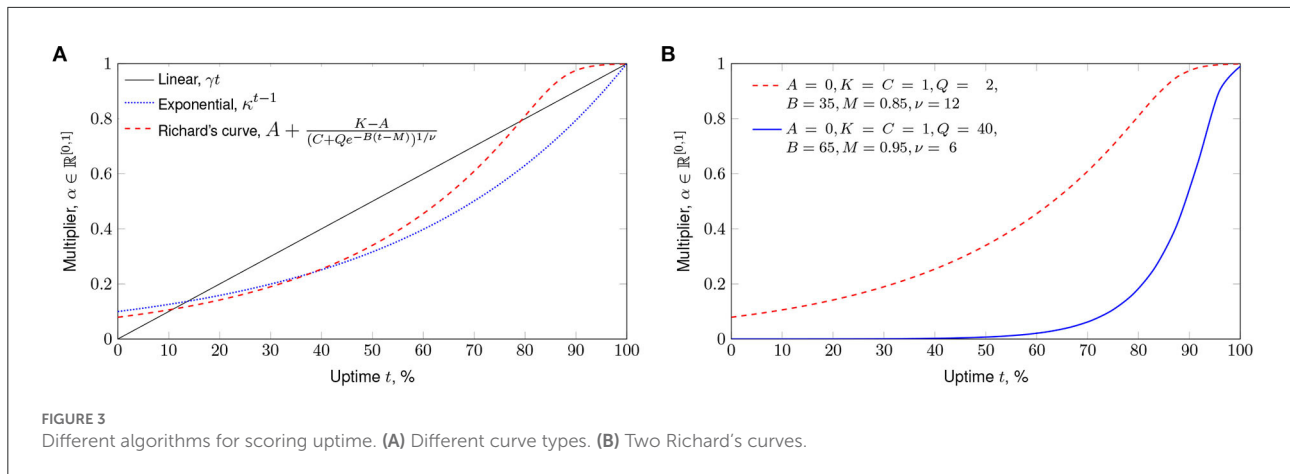 A
Multiplier, α ∈ ℝ^[0,1]
1
0.8
0.6
0.4
0.2
0
Linear, γt
Exponential, κ^{t−1}
Richard's curve, A + \frac{K−A}{(C+Qe^{−B(t−M)})^{1/ν}}
0 10 20 30 40 50 60 70 80 90 100
Uptime t, %
B
Multiplier, α ∈ ℝ^[0,1]
1
0.8
0.6
0.4
0.2
0
A = 0, K = C = 1, Q = 2,
B = 35, M = 0.85, ν = 12
A = 0, K = C = 1, Q = 40,
B = 65, M = 0.95, ν = 6
0 10 20 30 40 50 60 70 80 90 100
Uptime t, %
FIGURE 3
Different algorithms for scoring uptime. (A) Different curve types. (B) Two Richard's curves.